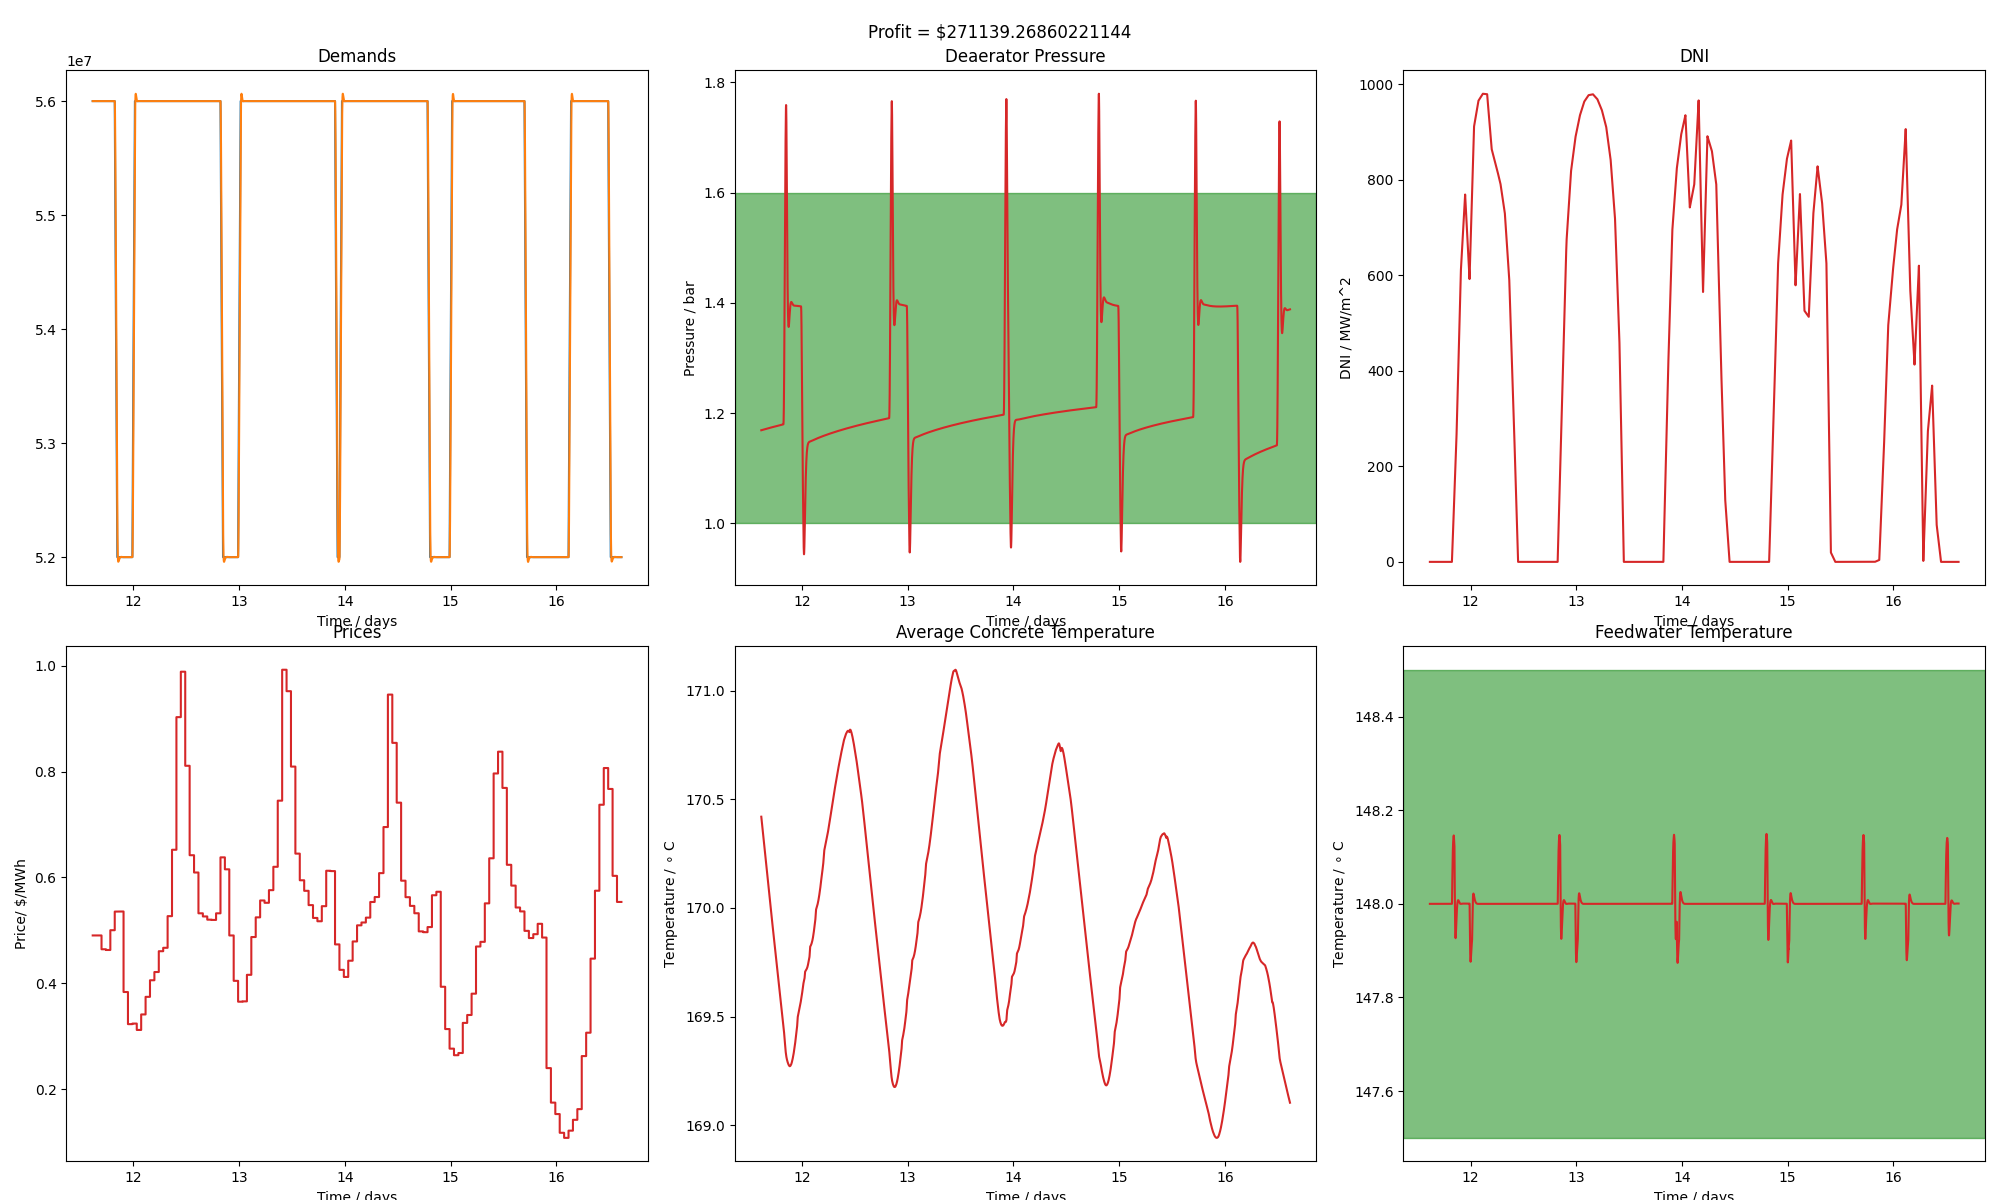 Profit = $271139.26860221144
Demands
1e7
5.6
5.5
5.4
5.3
5.2
12 13 14 15 16
Time / days
Deaerator Pressure
Pressure / bar
1.8
1.6
1.4
1.2
1.0
12 13 14 15 16
Time / days
DNI
DNI / MW/m^2
1000
800
600
400
200
0
12 13 14 15 16
Time / days
Prices
Price/ $/MWh
1.0
0.8
0.6
0.4
0.2
12 13 14 15 16
Time / days
Average Concrete Temperature
Temperature / ∘ C
171.0
170.5
170.0
169.5
169.0
12 13 14 15 16
Time / days
Feedwater Temperature
Temperature / ∘ C
148.4
148.2
148.0
147.8
147.6
12 13 14 15 16
Time / days